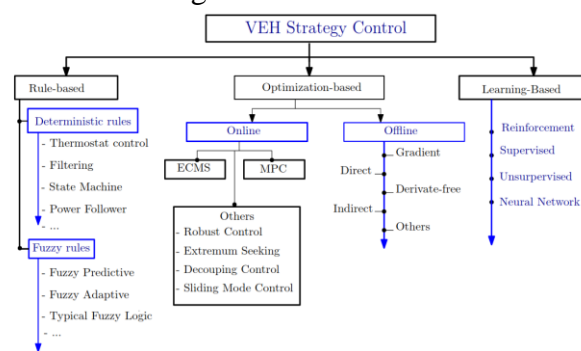 VEH Strategy Control
Rule-based
Optimization-based
Learning-Based
Deterministic rules
- Thermostat control
- Filtering
- State Machine
- Power Follower
- ...
Fuzzy rules
- Fuzzy Predictive
- Fuzzy Adaptive
- Typical Fuzzy Logic
- ...
Online
ECMS
MPC
Others
- Robust Control
- Extremum Seeking
- Decouping Control
- Sliding Mode Control
Offline
Gradient
Direct
Derivate-free
Indirect
Others
Reinforcement
Supervised
Unsurpervised
Neural Network